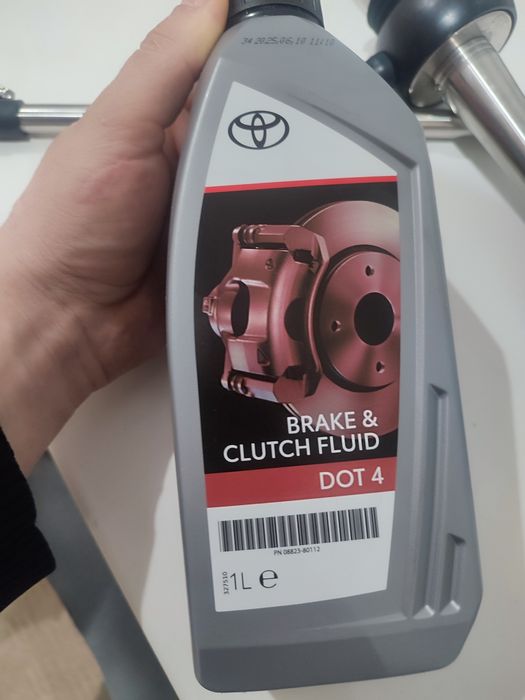 34 2025/06/10 11:10
BRAKE &
CLUTCH FLUID
DOT 4
PN 08823-80112
327510
1L e